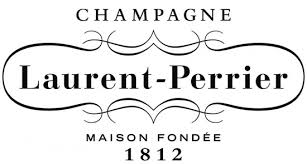 CHAMPAGNE
Laurent-Perrier
MAISON FONDÉE
1812